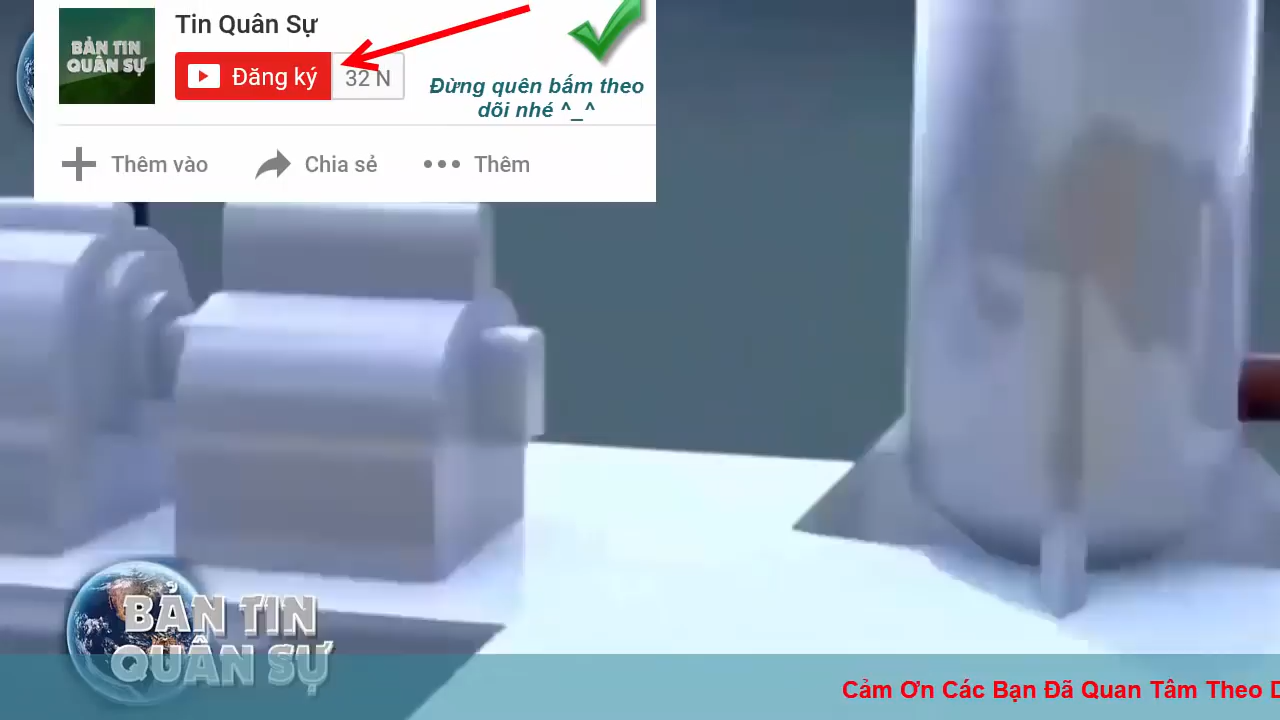 Tin Quân Sự
BẢN TIN
QUÂN SỰ
Đăng ký
32 N
Đừng quên bấm theo
dõi nhé ^_^
Thêm vào
Chia sẻ
Thêm
BẢN TIN
QUÂN SỰ
Cảm Ơn Các Bạn Đã Quan Tâm Theo